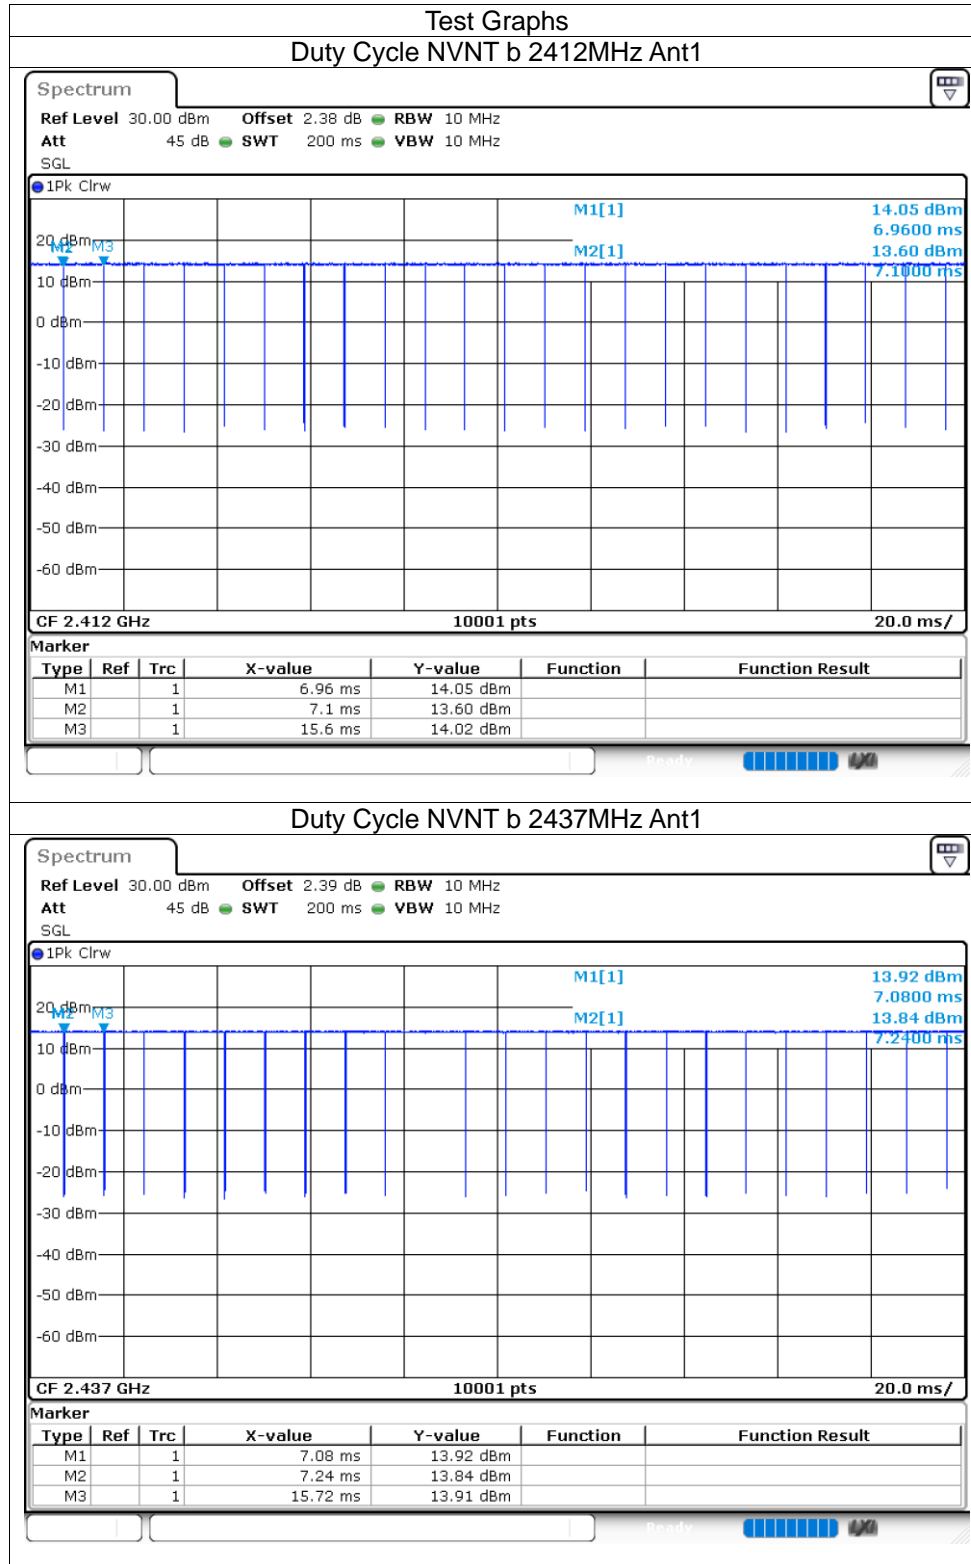 Test Graphs
Duty Cycle NVNT b 2412MHz Ant1
Spectrum
Ref Level 30.00 dBm Offset 2.38 dB RBW 10 MHz
Att 45 dB SWT 200 ms VBW 10 MHz
SGL
1Pk Clrw
M1[1] 14.05 dBm
6.9600 ms
20 dBm
M2 M3
M2[1] 13.60 dBm
7.1000 ms
10 dBm
0 dBm
-10 dBm
-20 dBm
-30 dBm
-40 dBm
-50 dBm
-60 dBm
CF 2.412 GHz 10001 pts 20.0 ms/
Marker
Type Ref Trc X-value Y-value Function Function Result
M1 1 6.96 ms 14.05 dBm
M2 1 7.1 ms 13.60 dBm
M3 1 15.6 ms 14.02 dBm
Ready LXI
Duty Cycle NVNT b 2437MHz Ant1
Spectrum
Ref Level 30.00 dBm Offset 2.39 dB RBW 10 MHz
Att 45 dB SWT 200 ms VBW 10 MHz
SGL
1Pk Clrw
M1[1] 13.92 dBm
7.0800 ms
20 dBm
M2 M3
M2[1] 13.84 dBm
7.2400 ms
10 dBm
0 dBm
-10 dBm
-20 dBm
-30 dBm
-40 dBm
-50 dBm
-60 dBm
CF 2.437 GHz 10001 pts 20.0 ms/
Marker
Type Ref Trc X-value Y-value Function Function Result
M1 1 7.08 ms 13.92 dBm
M2 1 7.24 ms 13.84 dBm
M3 1 15.72 ms 13.91 dBm
Ready LXI